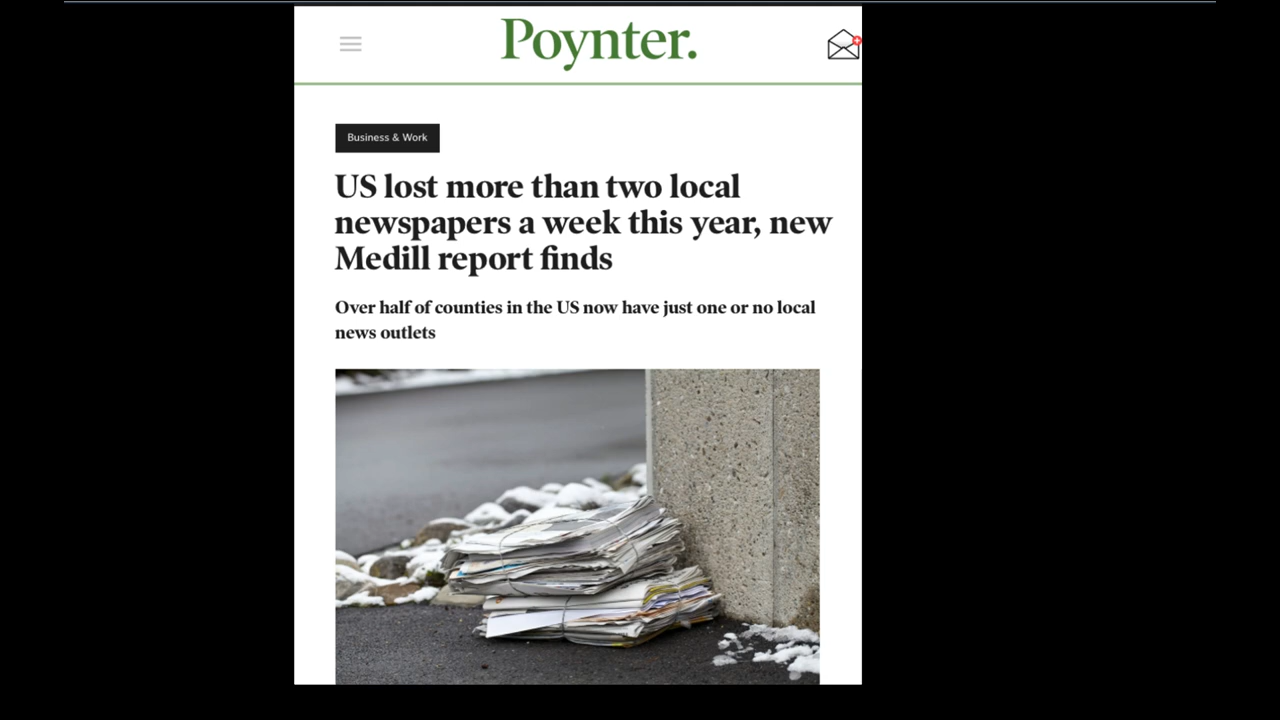 Poynter.
Business & Work
US lost more than two local
newspapers a week this year, new
Medill report finds
Over half of counties in the US now have just one or no local
news outlets